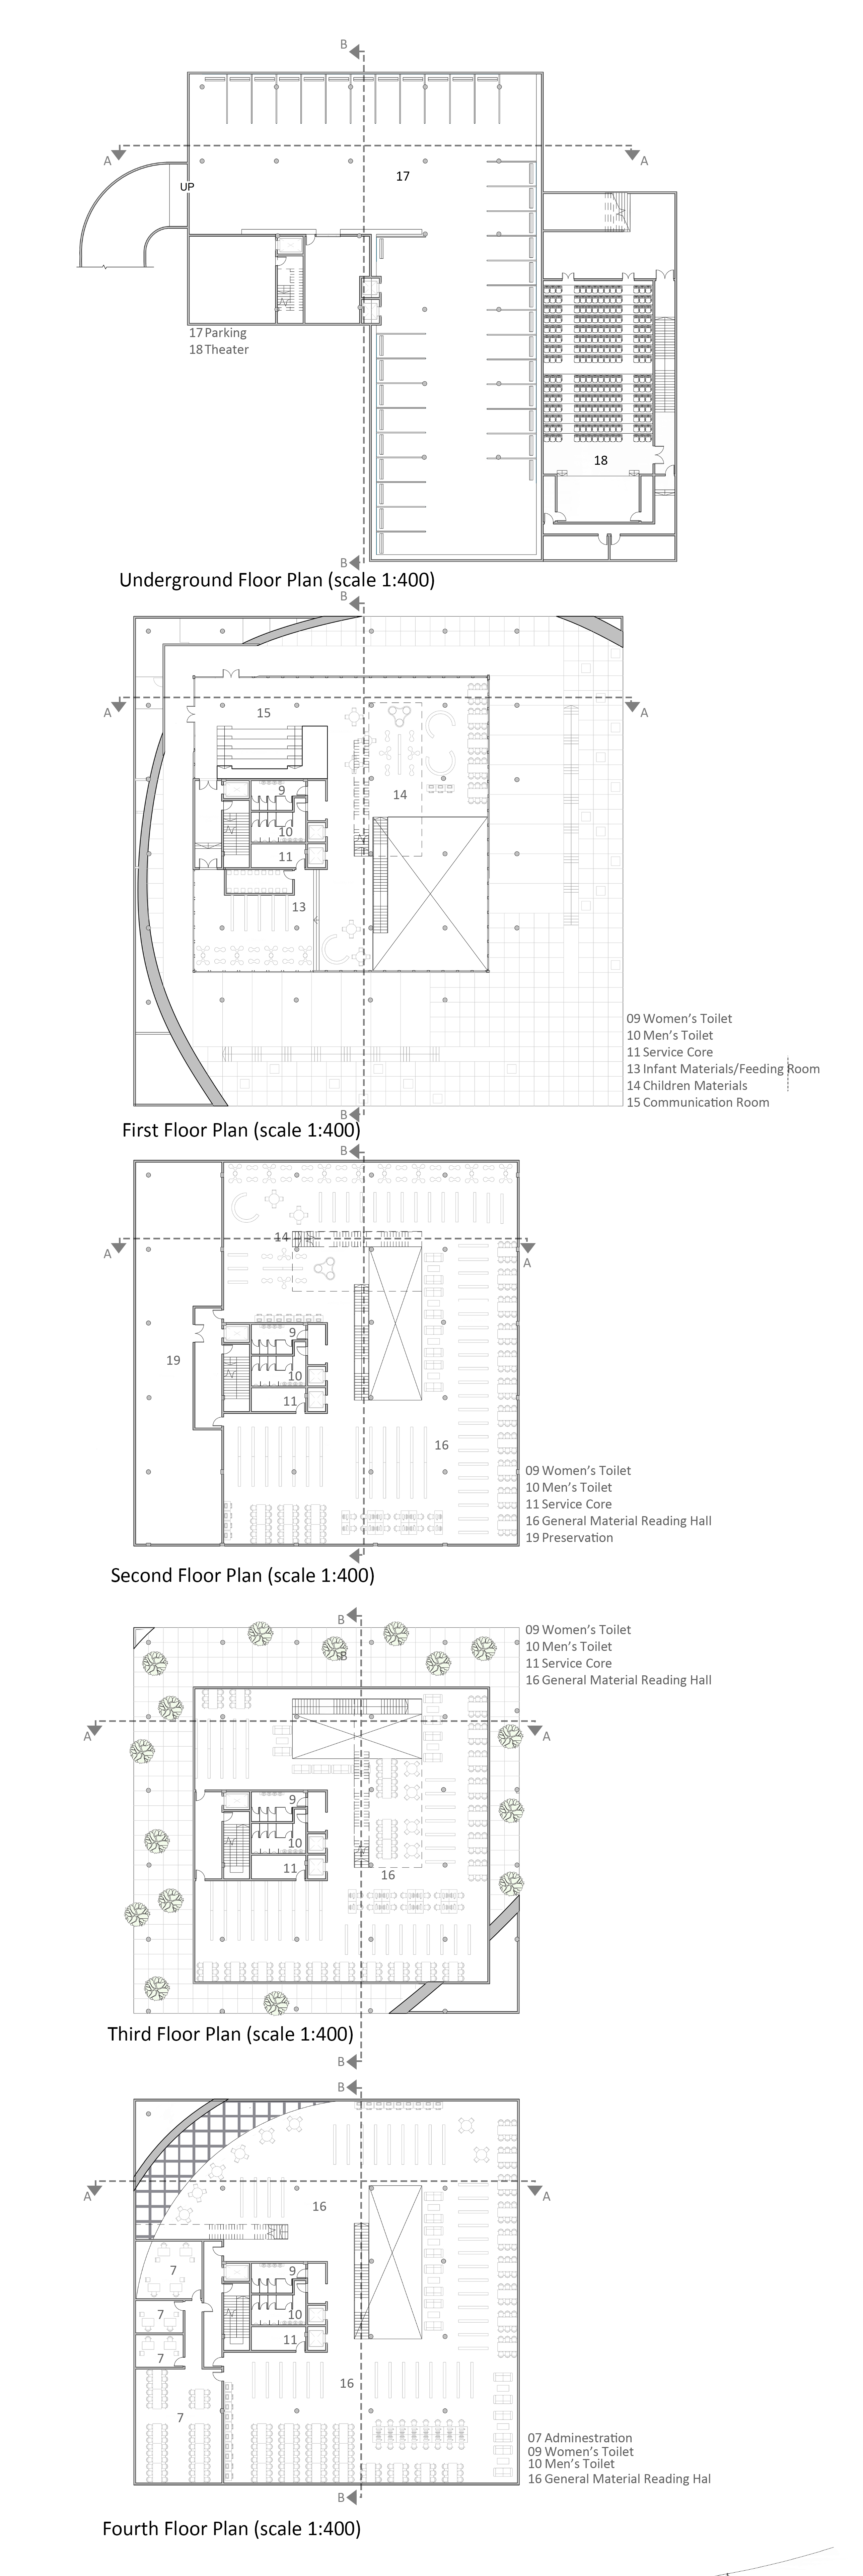 B
A
A
UP
17
17 Parking
18 Theater
18
B
Underground Floor Plan (scale 1:400)
B
A
A
15
9
14
10
11
13
09 Women's Toilet
10 Men's Toilet
11 Service Core
13 Infant Materials/Feeding Room
14 Children Materials
15 Communication Room
B
First Floor Plan (scale 1:400)
B
14
A
A
9
19
10
11
16
09 Women's Toilet
10 Men's Toilet
11 Service Core
16 General Material Reading Hall
19 Preservation
Second Floor Plan (scale 1:400)
B
09 Women's Toilet
10 Men's Toilet
11 Service Core
16 General Material Reading Hall
B
A
A
9
10
11
16
Third Floor Plan (scale 1:400)
B
B
A
A
16
7
9
7
10
11
7
16
7
07 Adminestration
09 Women's Toilet
10 Men's Toilet
16 General Material Reading Hal
B
Fourth Floor Plan (scale 1:400)